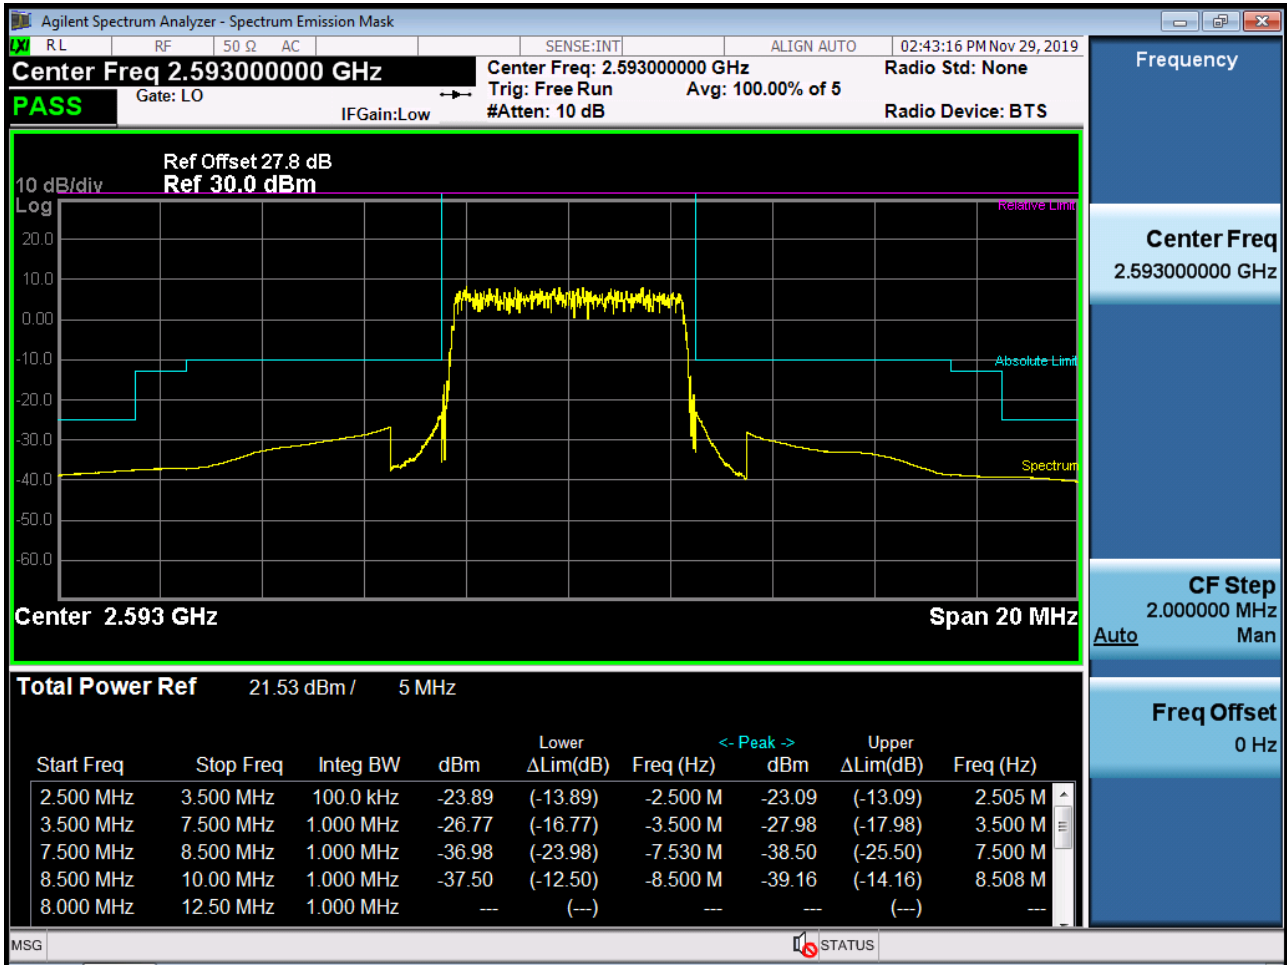 Agilent Spectrum Analyzer - Spectrum Emission Mask
LXI RL RF 50 Ω AC SENSE:INT ALIGN AUTO 02:43:16 PM Nov 29, 2019
Center Freq 2.593000000 GHz
PASS
Gate: LO
IFGain:Low
Center Freq: 2.593000000 GHz
Trig: Free Run Avg: 100.00% of 5
#Atten: 10 dB
Radio Std: None
Radio Device: BTS
Ref Offset 27.8 dB
10 dB/div Ref 30.0 dBm
Log
Relative Limit
20.0
10.0
0.00
-10.0
Absolute Limit
-20.0
-30.0
Spectrum
-40.0
-50.0
-60.0
Center 2.593 GHz Span 20 MHz
Total Power Ref 21.53 dBm / 5 MHz
Lower <- Peak -> Upper
Start Freq Stop Freq Integ BW dBm ΔLim(dB) Freq (Hz) dBm ΔLim(dB) Freq (Hz)
2.500 MHz 3.500 MHz 100.0 kHz -23.89 (-13.89) -2.500 M -23.09 (-13.09) 2.505 M
3.500 MHz 7.500 MHz 1.000 MHz -26.77 (-16.77) -3.500 M -27.98 (-17.98) 3.500 M
7.500 MHz 8.500 MHz 1.000 MHz -36.98 (-23.98) -7.530 M -38.50 (-25.50) 7.500 M
8.500 MHz 10.00 MHz 1.000 MHz -37.50 (-12.50) -8.500 M -39.16 (-14.16) 8.508 M
8.000 MHz 12.50 MHz 1.000 MHz --- (---) --- --- (---) ---
MSG STATUS
Frequency
Center Freq
2.593000000 GHz
CF Step
2.000000 MHz
Auto Man
Freq Offset
0 Hz